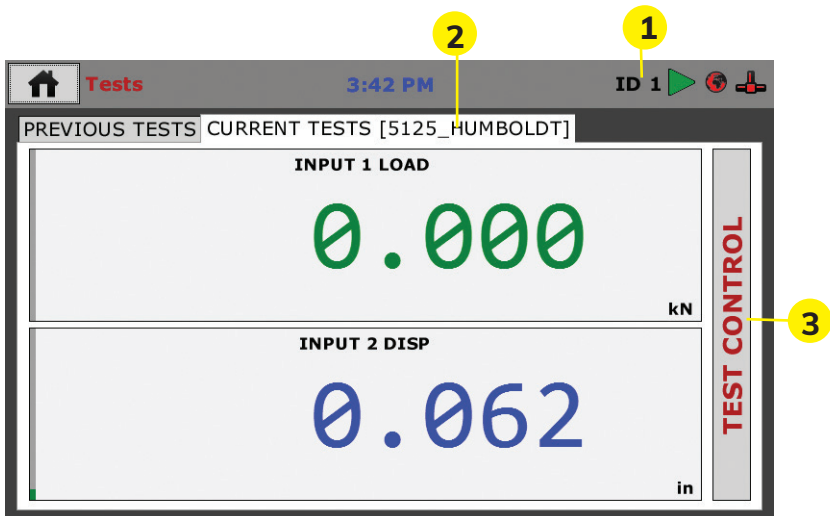 2
1
Tests
3:42 PM
ID 1
PREVIOUS TESTS
CURRENT TESTS [5125_HUMBOLDT]
INPUT 1 LOAD
0.000
kN
INPUT 2 DISP
0.062
in
TEST CONTROL
3